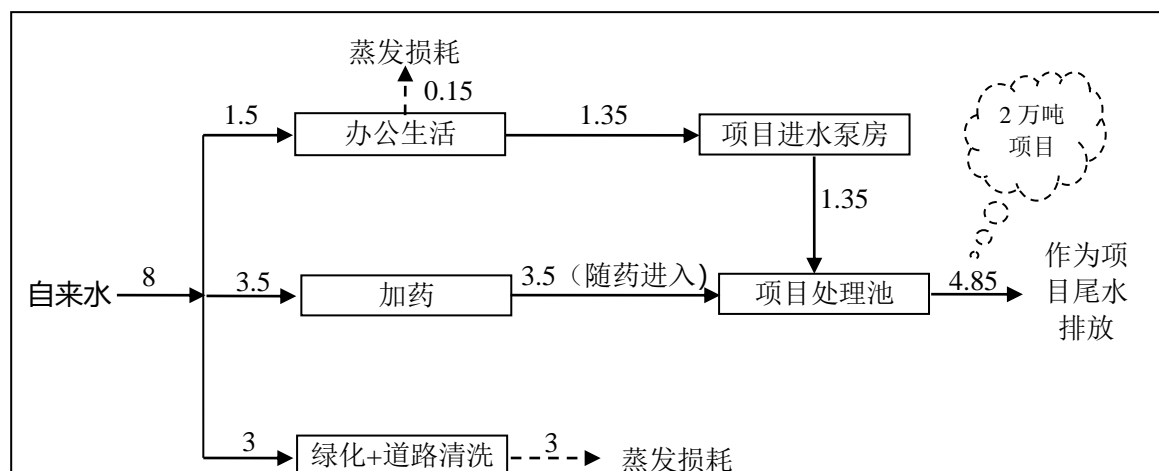 蒸发损耗
0.15
2万吨
项目
1.5
办公生活
1.35
项目进水泵房
1.35
自来水
8
3.5
加药
3.5（随药进入）
项目处理池
4.85
作为项
目尾水
排放
3
绿化+道路清洗
3
蒸发损耗